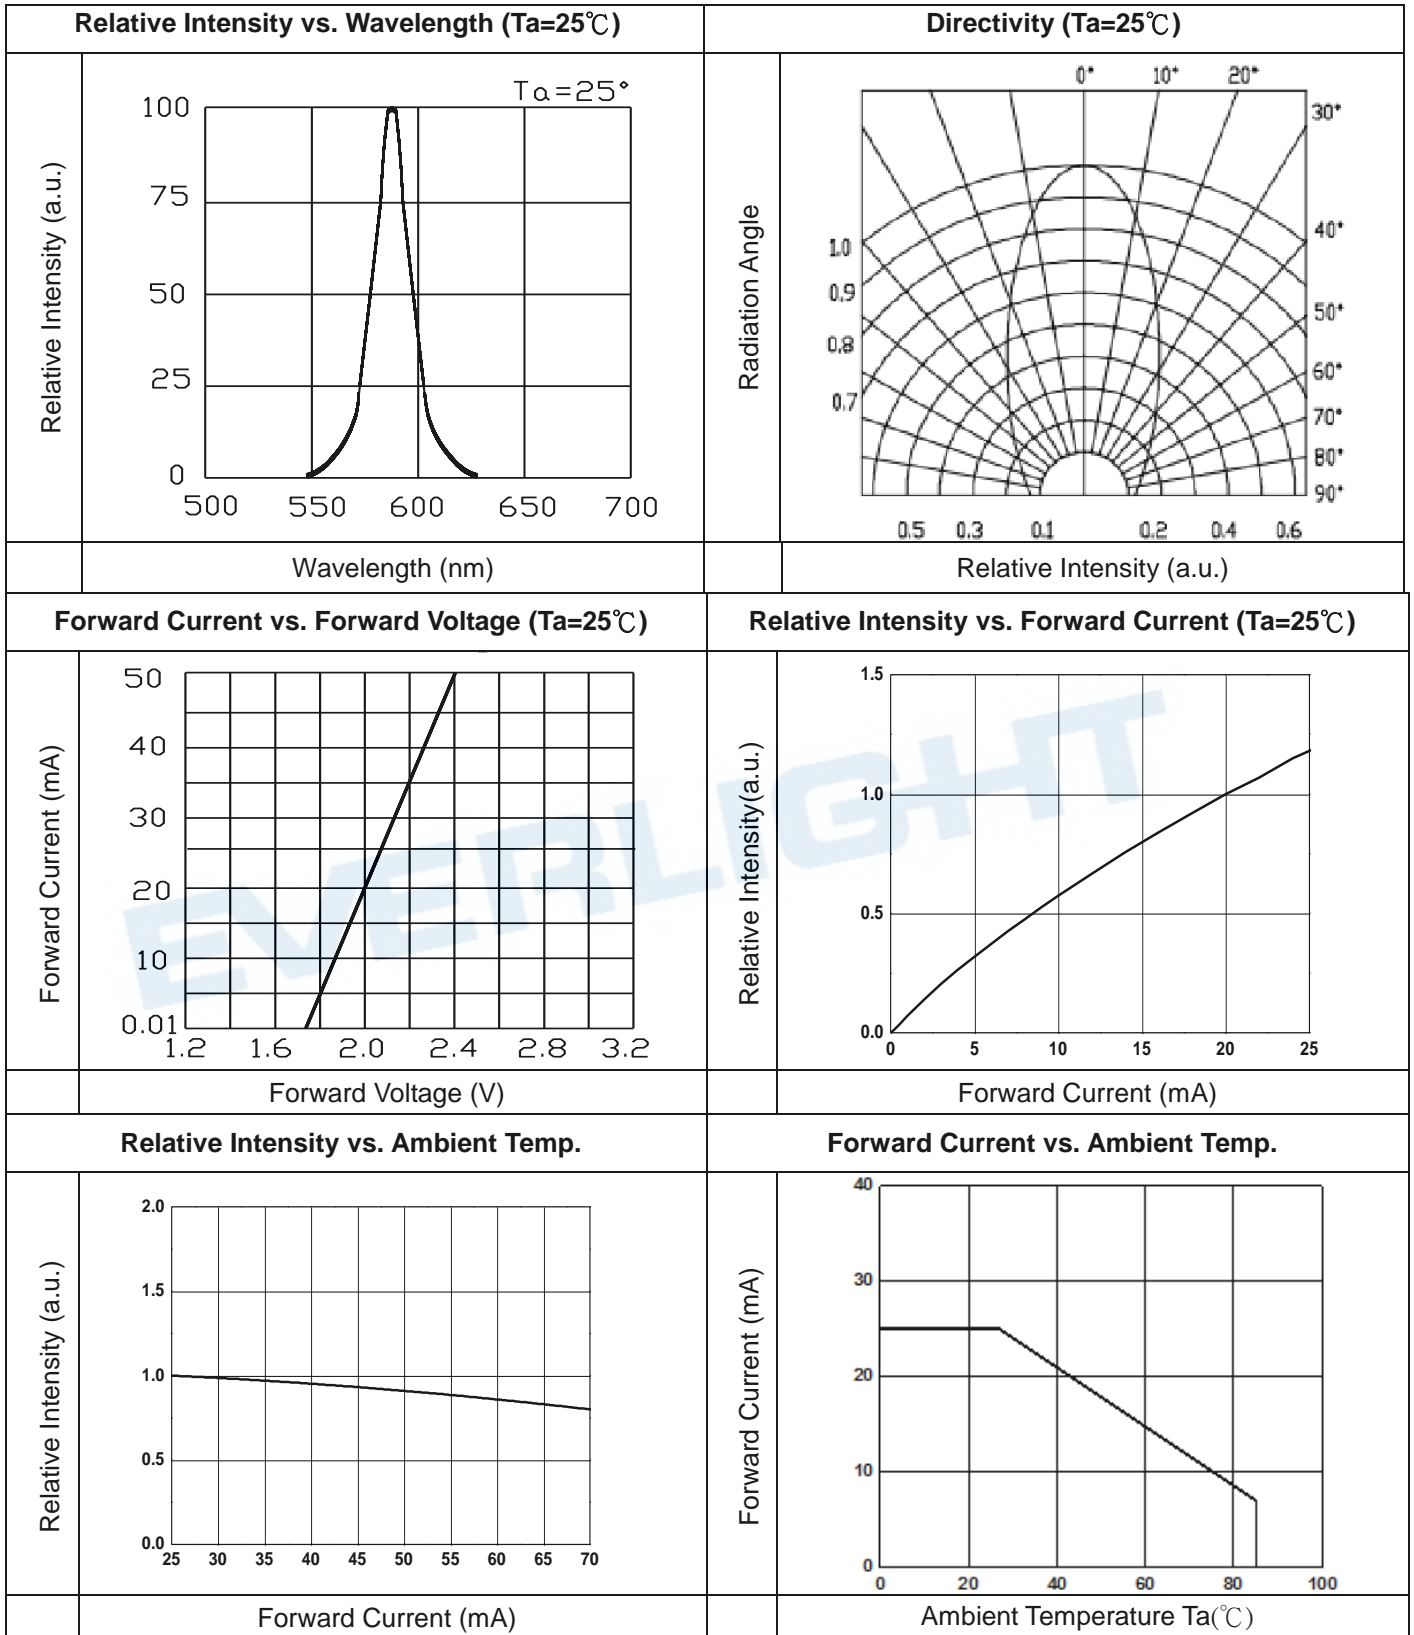 Relative Intensity vs. Wavelength (Ta=25℃)
Directivity (Ta=25℃)
Relative Intensity (a.u.)
Ta=25°
100
75
50
25
0
500 550 600 650 700
Wavelength (nm)
Radiation Angle
0° 10° 20°
30°
40°
50°
60°
70°
80°
90°
1.0
0.9
0.8
0.7
0.5 0.3 0.1 0.2 0.4 0.6
Relative Intensity (a.u.)
Forward Current vs. Forward Voltage (Ta=25℃)
Relative Intensity vs. Forward Current (Ta=25℃)
Forward Current (mA)
50
40
30
20
10
0.01
1.2 1.6 2.0 2.4 2.8 3.2
Forward Voltage (V)
Relative Intensity(a.u.)
1.5
1.0
0.5
0.0
0 5 10 15 20 25
Forward Current (mA)
EVERLIGHT
Relative Intensity vs. Ambient Temp.
Forward Current vs. Ambient Temp.
Relative Intensity (a.u.)
2.0
1.5
1.0
0.5
0.0
25 30 35 40 45 50 55 60 65 70
Forward Current (mA)
Forward Current (mA)
40
30
20
10
0
0 20 40 60 80 100
Ambient Temperature Ta(℃)